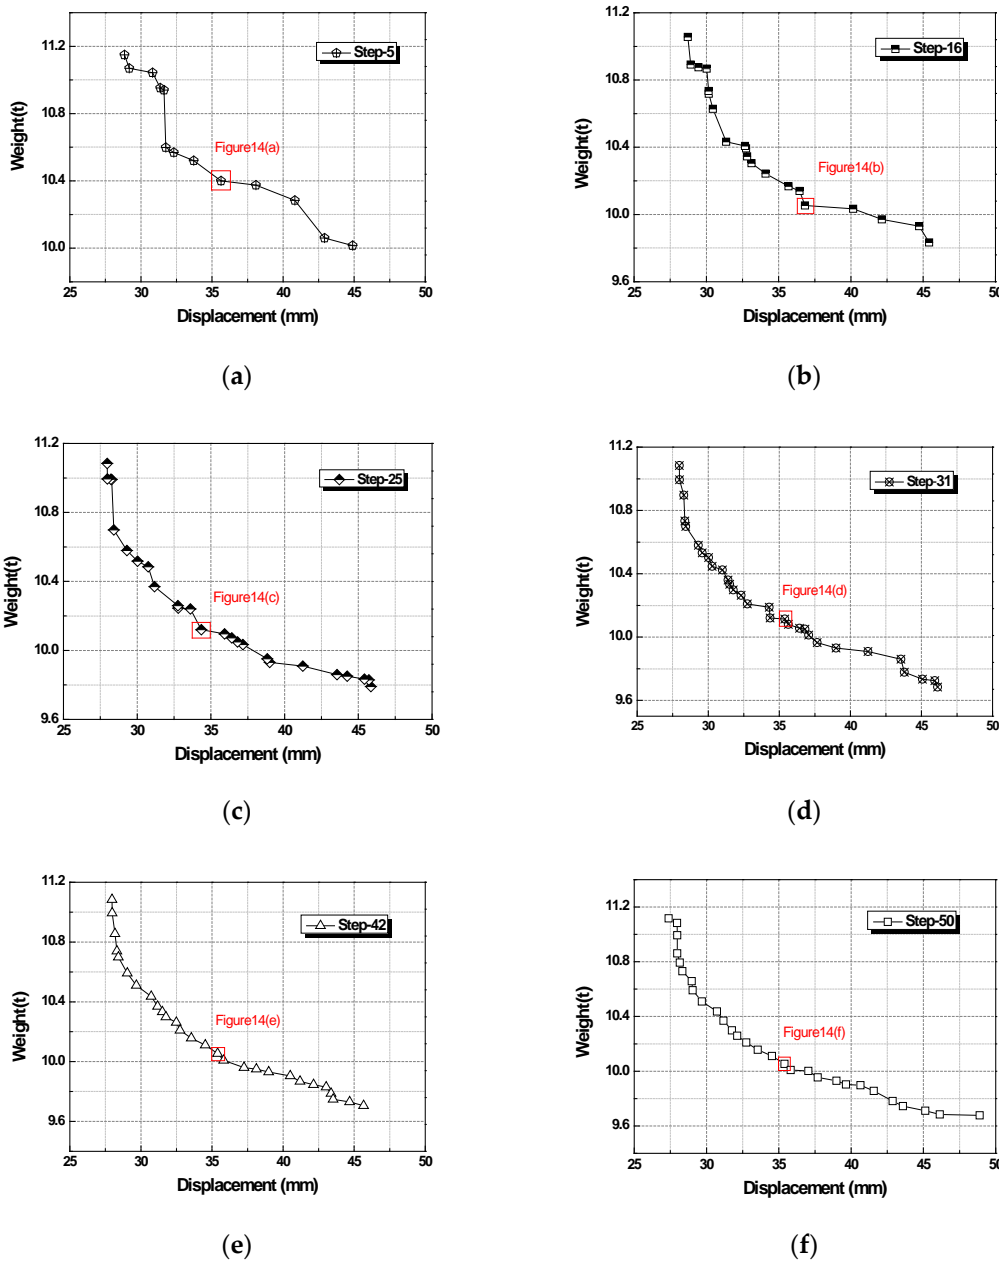 11.2
10.8
10.4
10.0
Weight(t)
Step-5
Figure14(a)
25 30 35 40 45 50
Displacement (mm)
(a)
11.2
10.8
10.4
10.0
9.6
Weight(t)
Step-16
Figure14(b)
25 30 35 40 45 50
Displacement (mm)
(b)
11.2
10.8
10.4
10.0
9.6
Weight(t)
Step-25
Figure14(c)
25 30 35 40 45 50
Displacement (mm)
(c)
11.2
10.8
10.4
10.0
9.6
Weight(t)
Step-31
Figure14(d)
25 30 35 40 45 50
Displacement (mm)
(d)
11.2
10.8
10.4
10.0
9.6
Weight(t)
Step-42
Figure14(e)
25 30 35 40 45 50
Displacement (mm)
(e)
11.2
10.8
10.4
10.0
9.6
Weight(t)
Step-50
Figure14(f)
25 30 35 40 45 50
Displacement (mm)
(f)